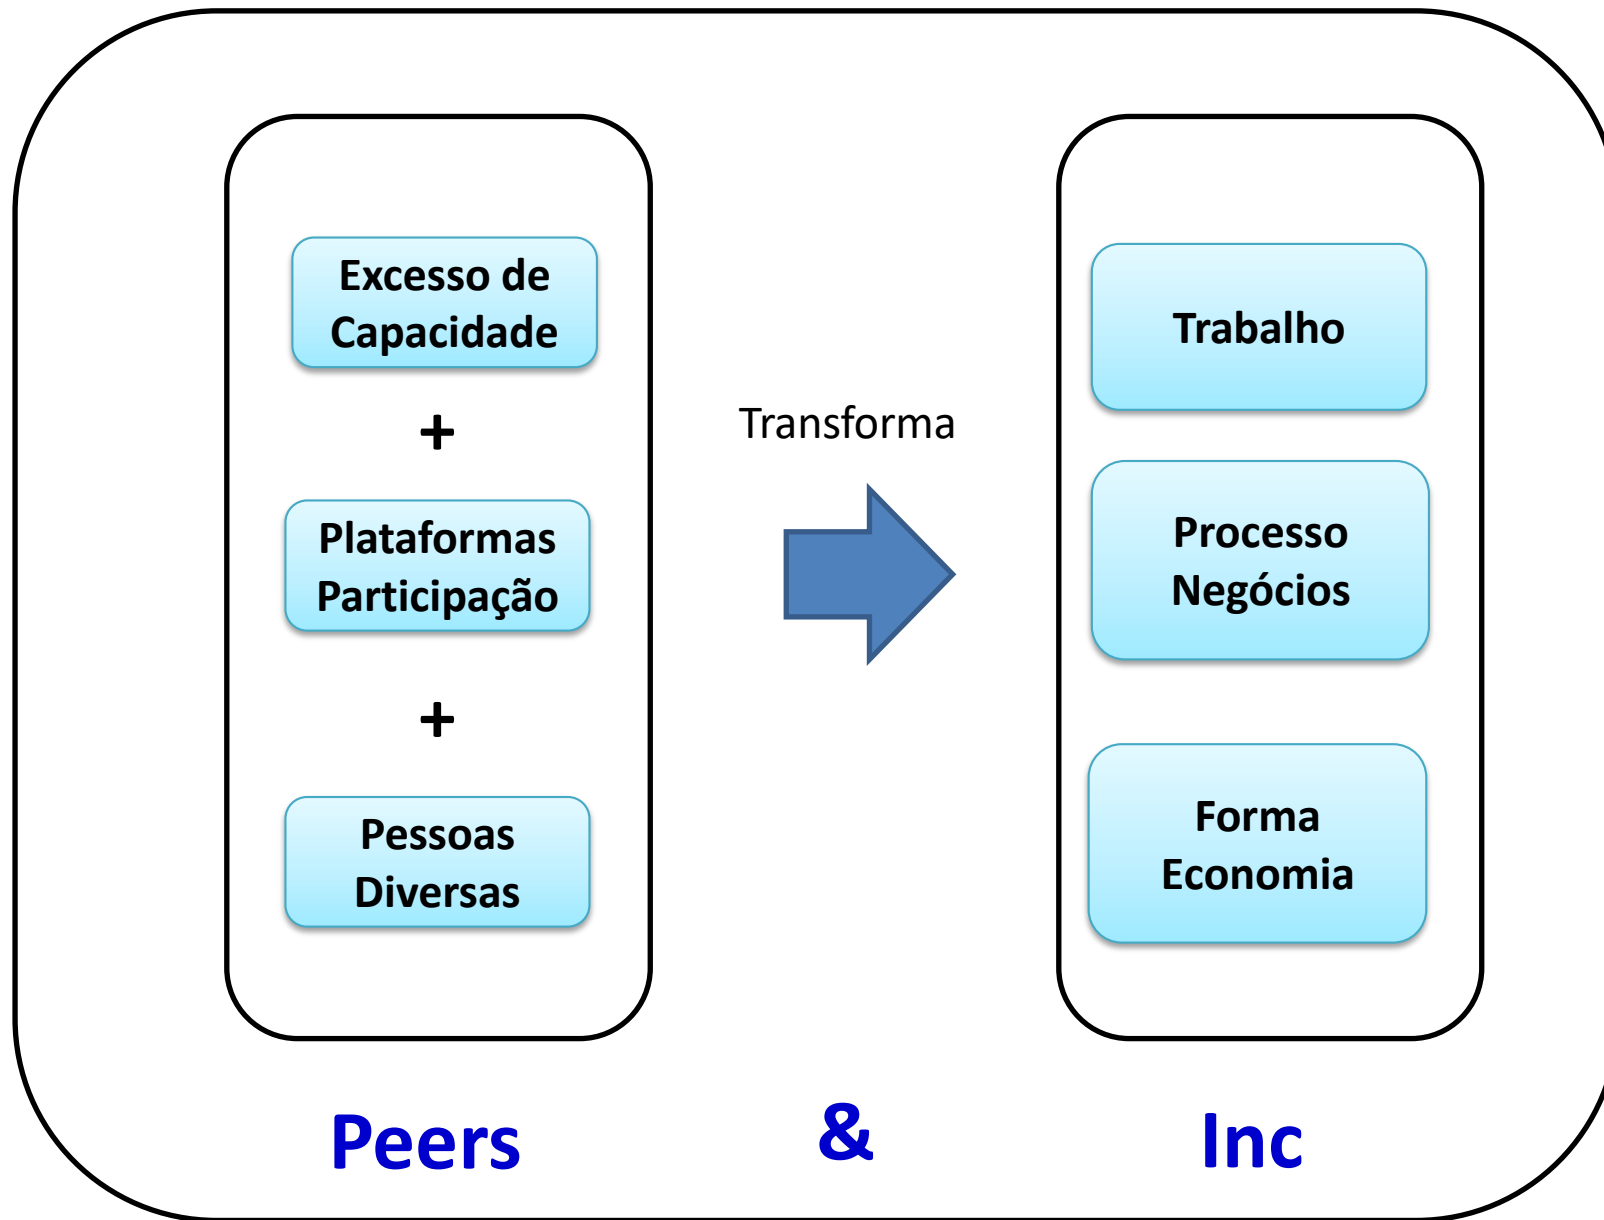 Excesso de
Capacidade
+
Plataformas
Participação
+
Pessoas
Diversas
Transforma
Trabalho
Processo
Negócios
Forma
Economia
Peers & Inc